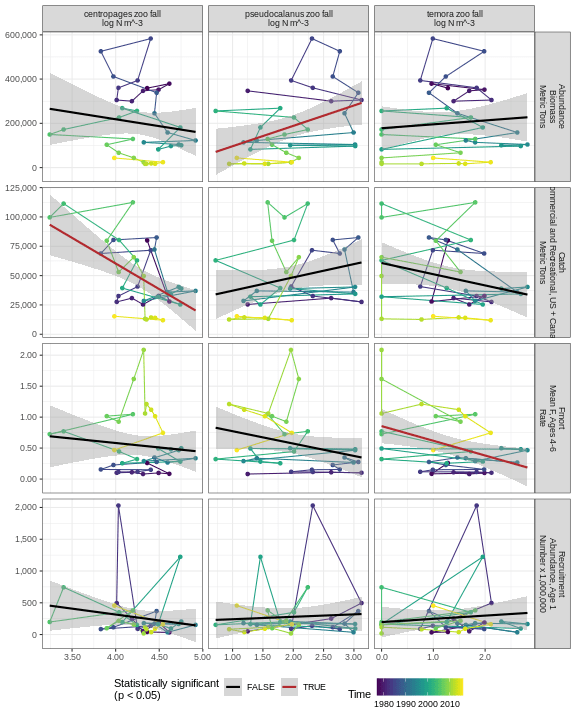 centropages zoo fall
log N m^-3
pseudocalanus zoo fall
log N m^-3
temora zoo fall
log N m^-3
600,000
400,000
200,000
0
Abundance
Biomass
Metric Tons
125,000
100,000
75,000
50,000
25,000
0
Catch
and Recreational, US +
Metric Tons
2.00
1.50
1.00
0.50
0.00
Fmort
Mean F, Ages 4-6
Rate
2,000
1,500
1,000
500
0
Recruitment
Abundance, Age 1
Number x 1,000,000
3.50 4.00 4.50 5.00
1.00 1.50 2.00 2.50 3.00
0.0 1.0 2.0
Statistically significant
(p < 0.05)
FALSE
TRUE
Time
1980 1990 2000 2010